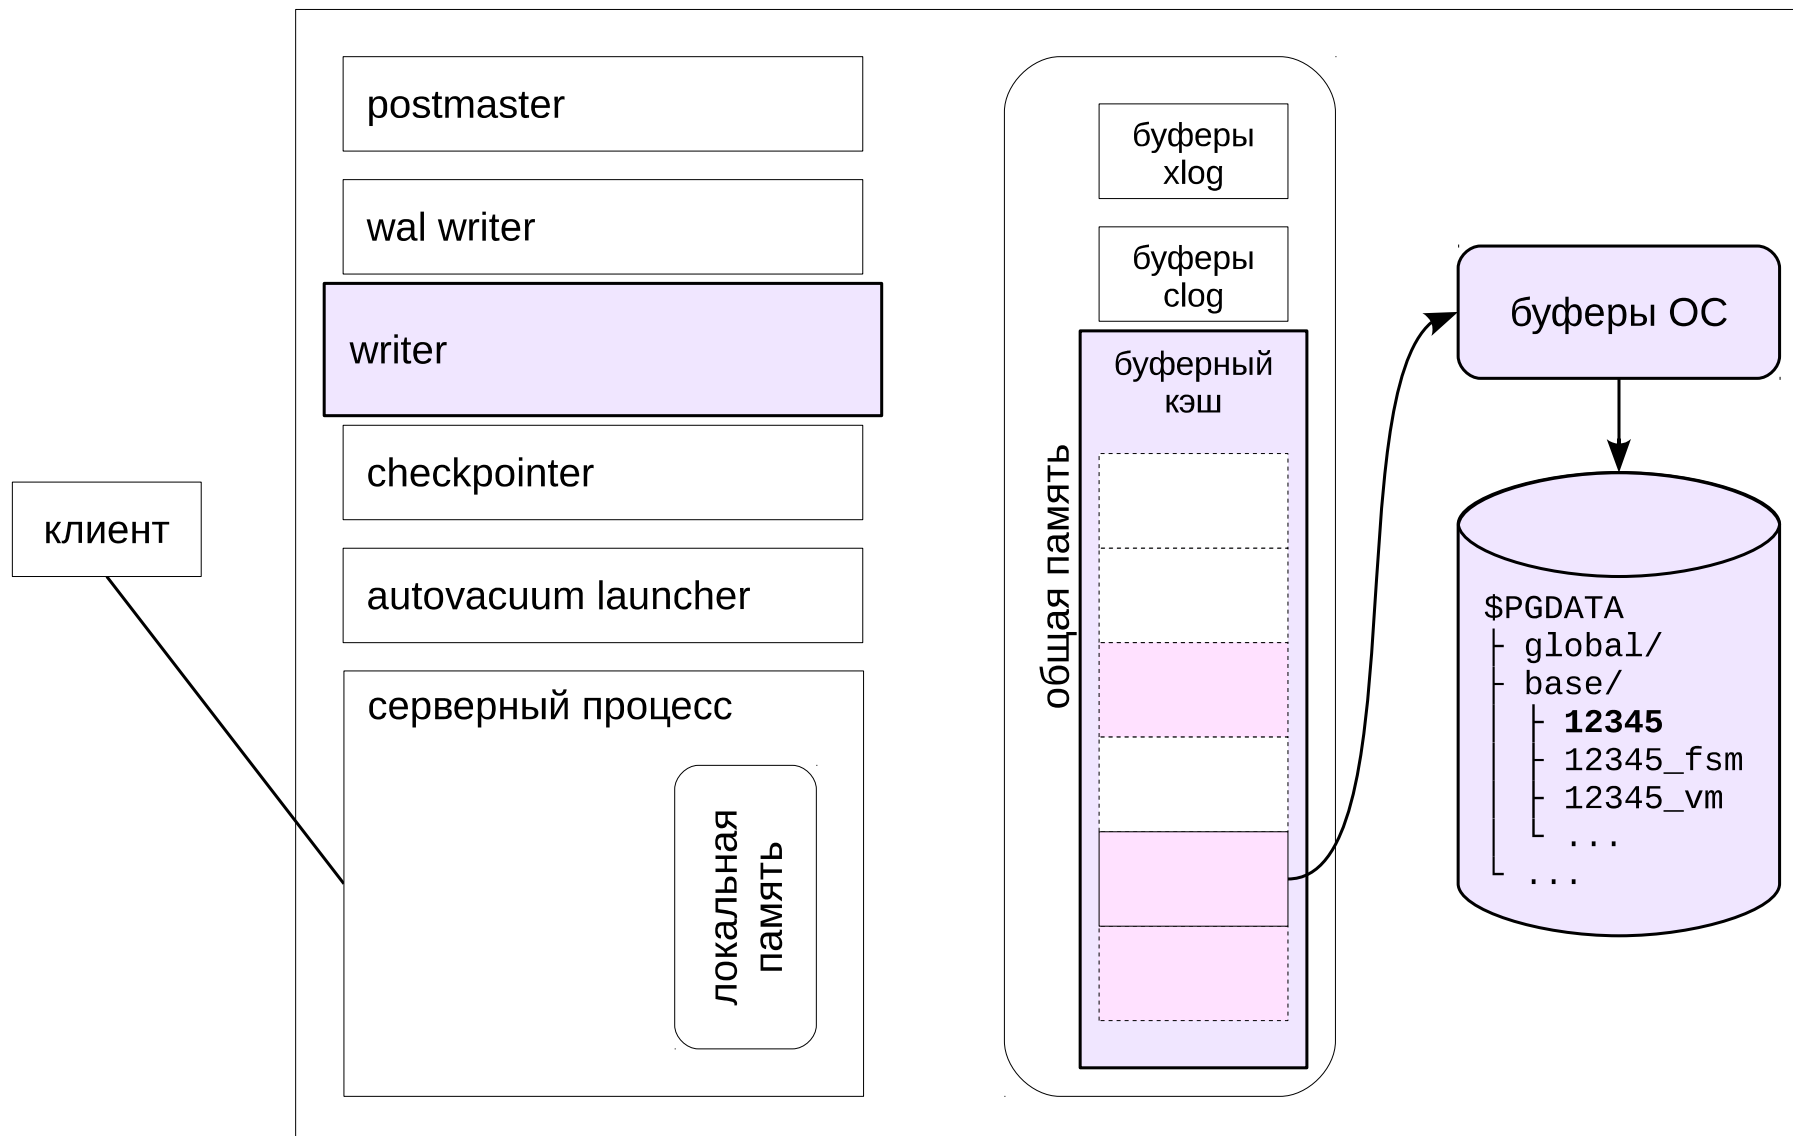 postmaster
wal writer
writer
checkpointer
autovacuum launcher
клиент
серверный процесс
локальная
память
общая память
буферы
xlog
буферы
clog
буферный
кэш
буферы ОС
$PGDATA
├ global/
├ base/
│ ├ 12345
│ ├ 12345_fsm
│ ├ 12345_vm
│ └ ...
└ ...